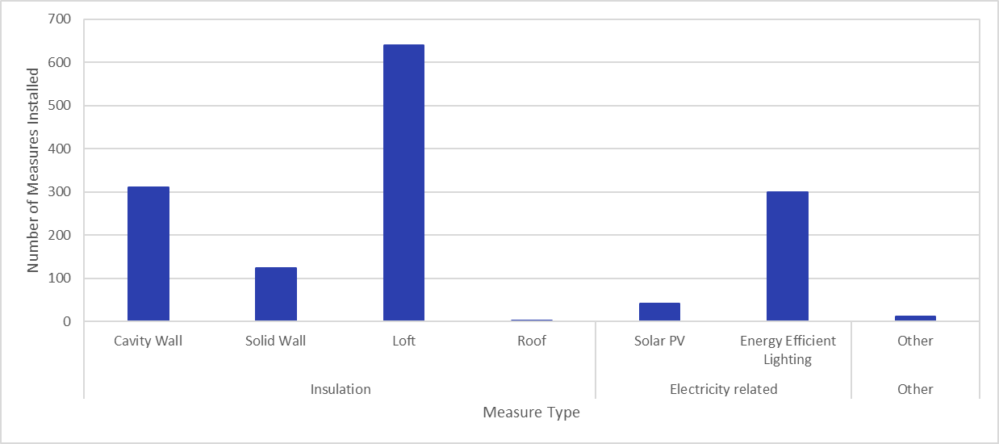 700
600
500
400
300
200
100
0
Number of Measures Installed
Cavity Wall
Solid Wall
Loft
Roof
Solar PV
Energy Efficient
Lighting
Other
Insulation
Electricity related
Other
Measure Type